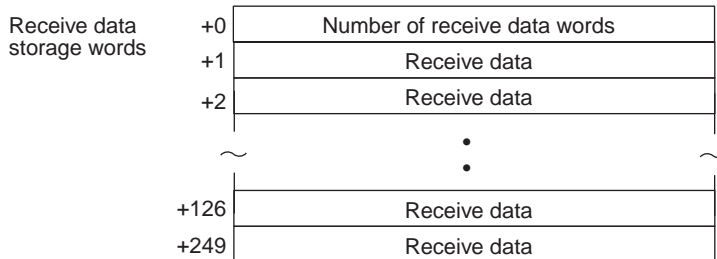 Receive data
storage words
+0 Number of receive data words
+1 Receive data
+2 Receive data
+126 Receive data
+249 Receive data